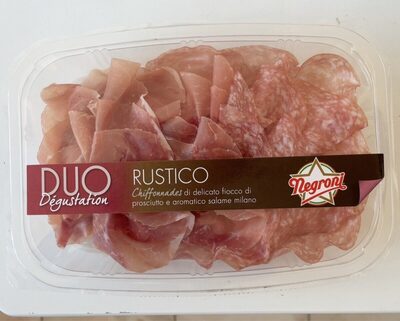 DUO
Dégustation
RUSTICO
Chiffonnades di delicato fiocco di
prosciutto e aromatico salame milano
Negroni